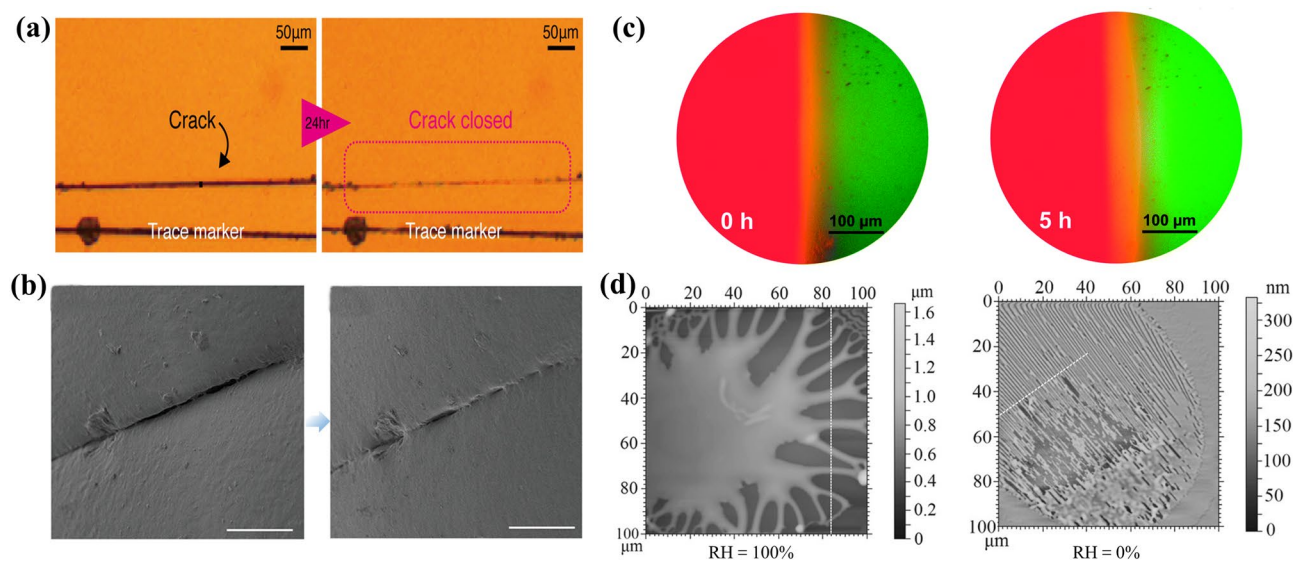 (a)
50μm
50μm
Crack
24hr
Crack closed
Trace marker
Trace marker
(b)
(c)
0 h
100 μm
5 h
100 μm
(d)
0 20 40 60 80 100
μm
0
20
40
60
80
100
μm
1.6
1.4
1.2
1.0
0.8
0.6
0.4
0.2
0
RH = 100%
0 20 40 60 80 100
nm
0
20
40
60
80
100
μm
300
250
200
150
100
50
0
RH = 0%